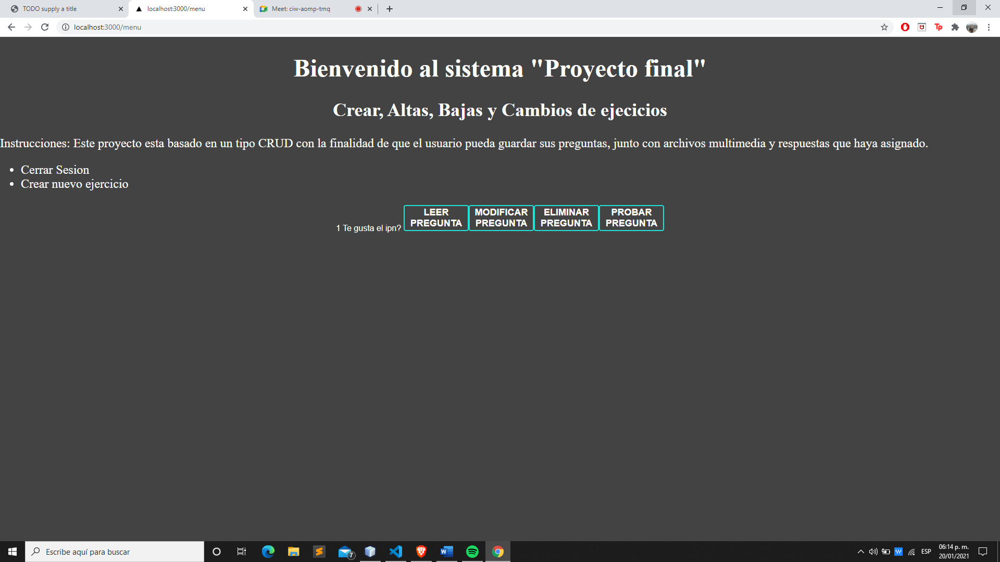 TODO supply a title
localhost:3000/menu
Meet: ciw-aomp-tmq
localhost:3000/menu
Bienvenido al sistema "Proyecto final"
Crear, Altas, Bajas y Cambios de ejecicios
Instrucciones: Este proyecto esta basado en un tipo CRUD con la finalidad de que el usuario pueda guardar sus preguntas, junto con archivos multimedia y respuestas que haya asignado.
• Cerrar Sesion
• Crear nuevo ejercicio
1 Te gusta el ipn?
LEER
PREGUNTA
MODIFICAR
PREGUNTA
ELIMINAR
PREGUNTA
PROBAR
PREGUNTA
Escribe aquí para buscar
7
ESP
06:14 p. m.
20/01/2021